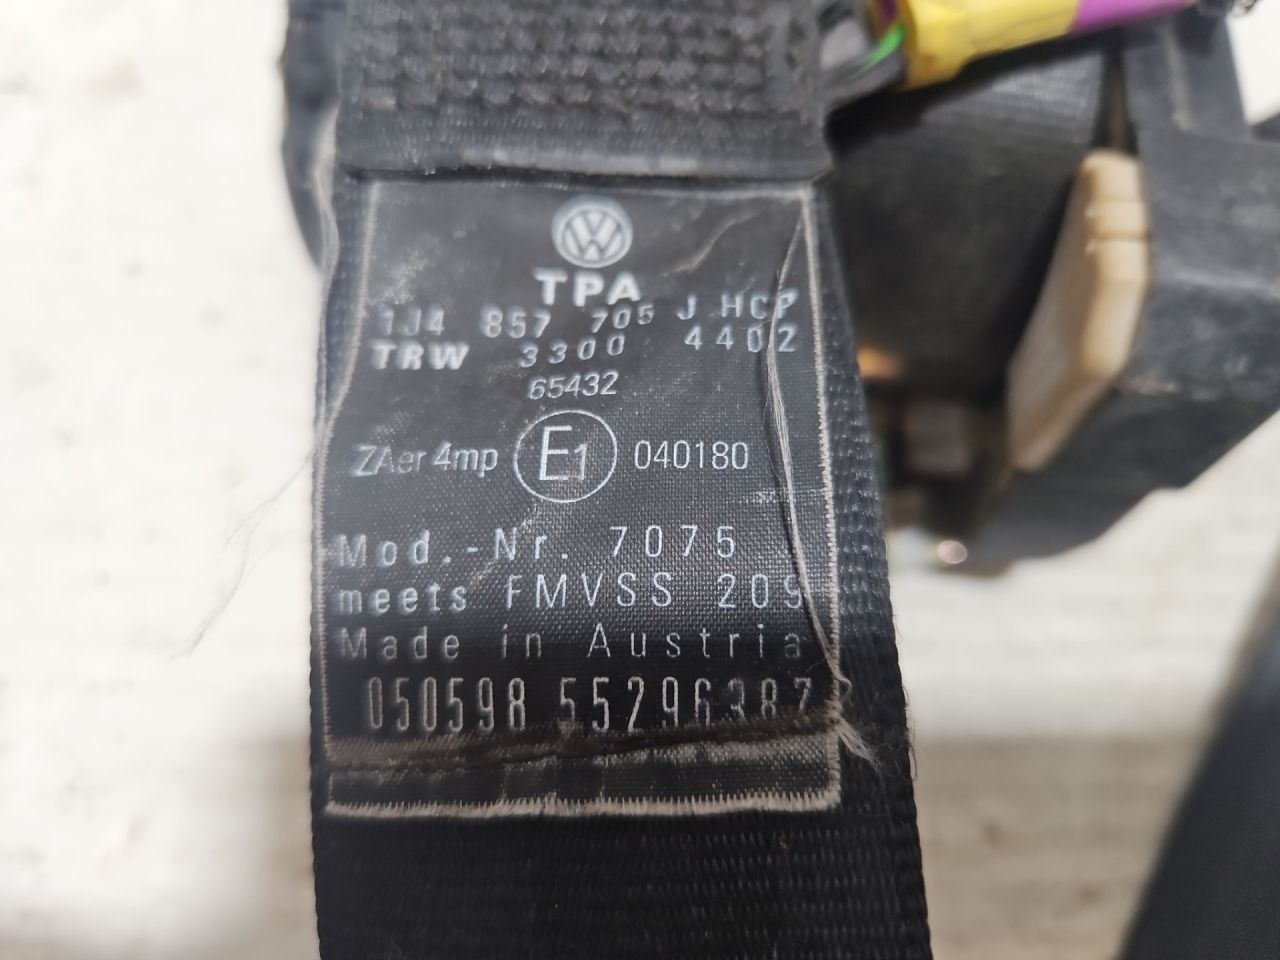 TPA
1J4 857 705 J HCP
TRW 3300 4402
65432
ZAer 4mp E1 040180
Mod.-Nr. 7075
meets FMVSS 209
Made in Austria
050598 55296387